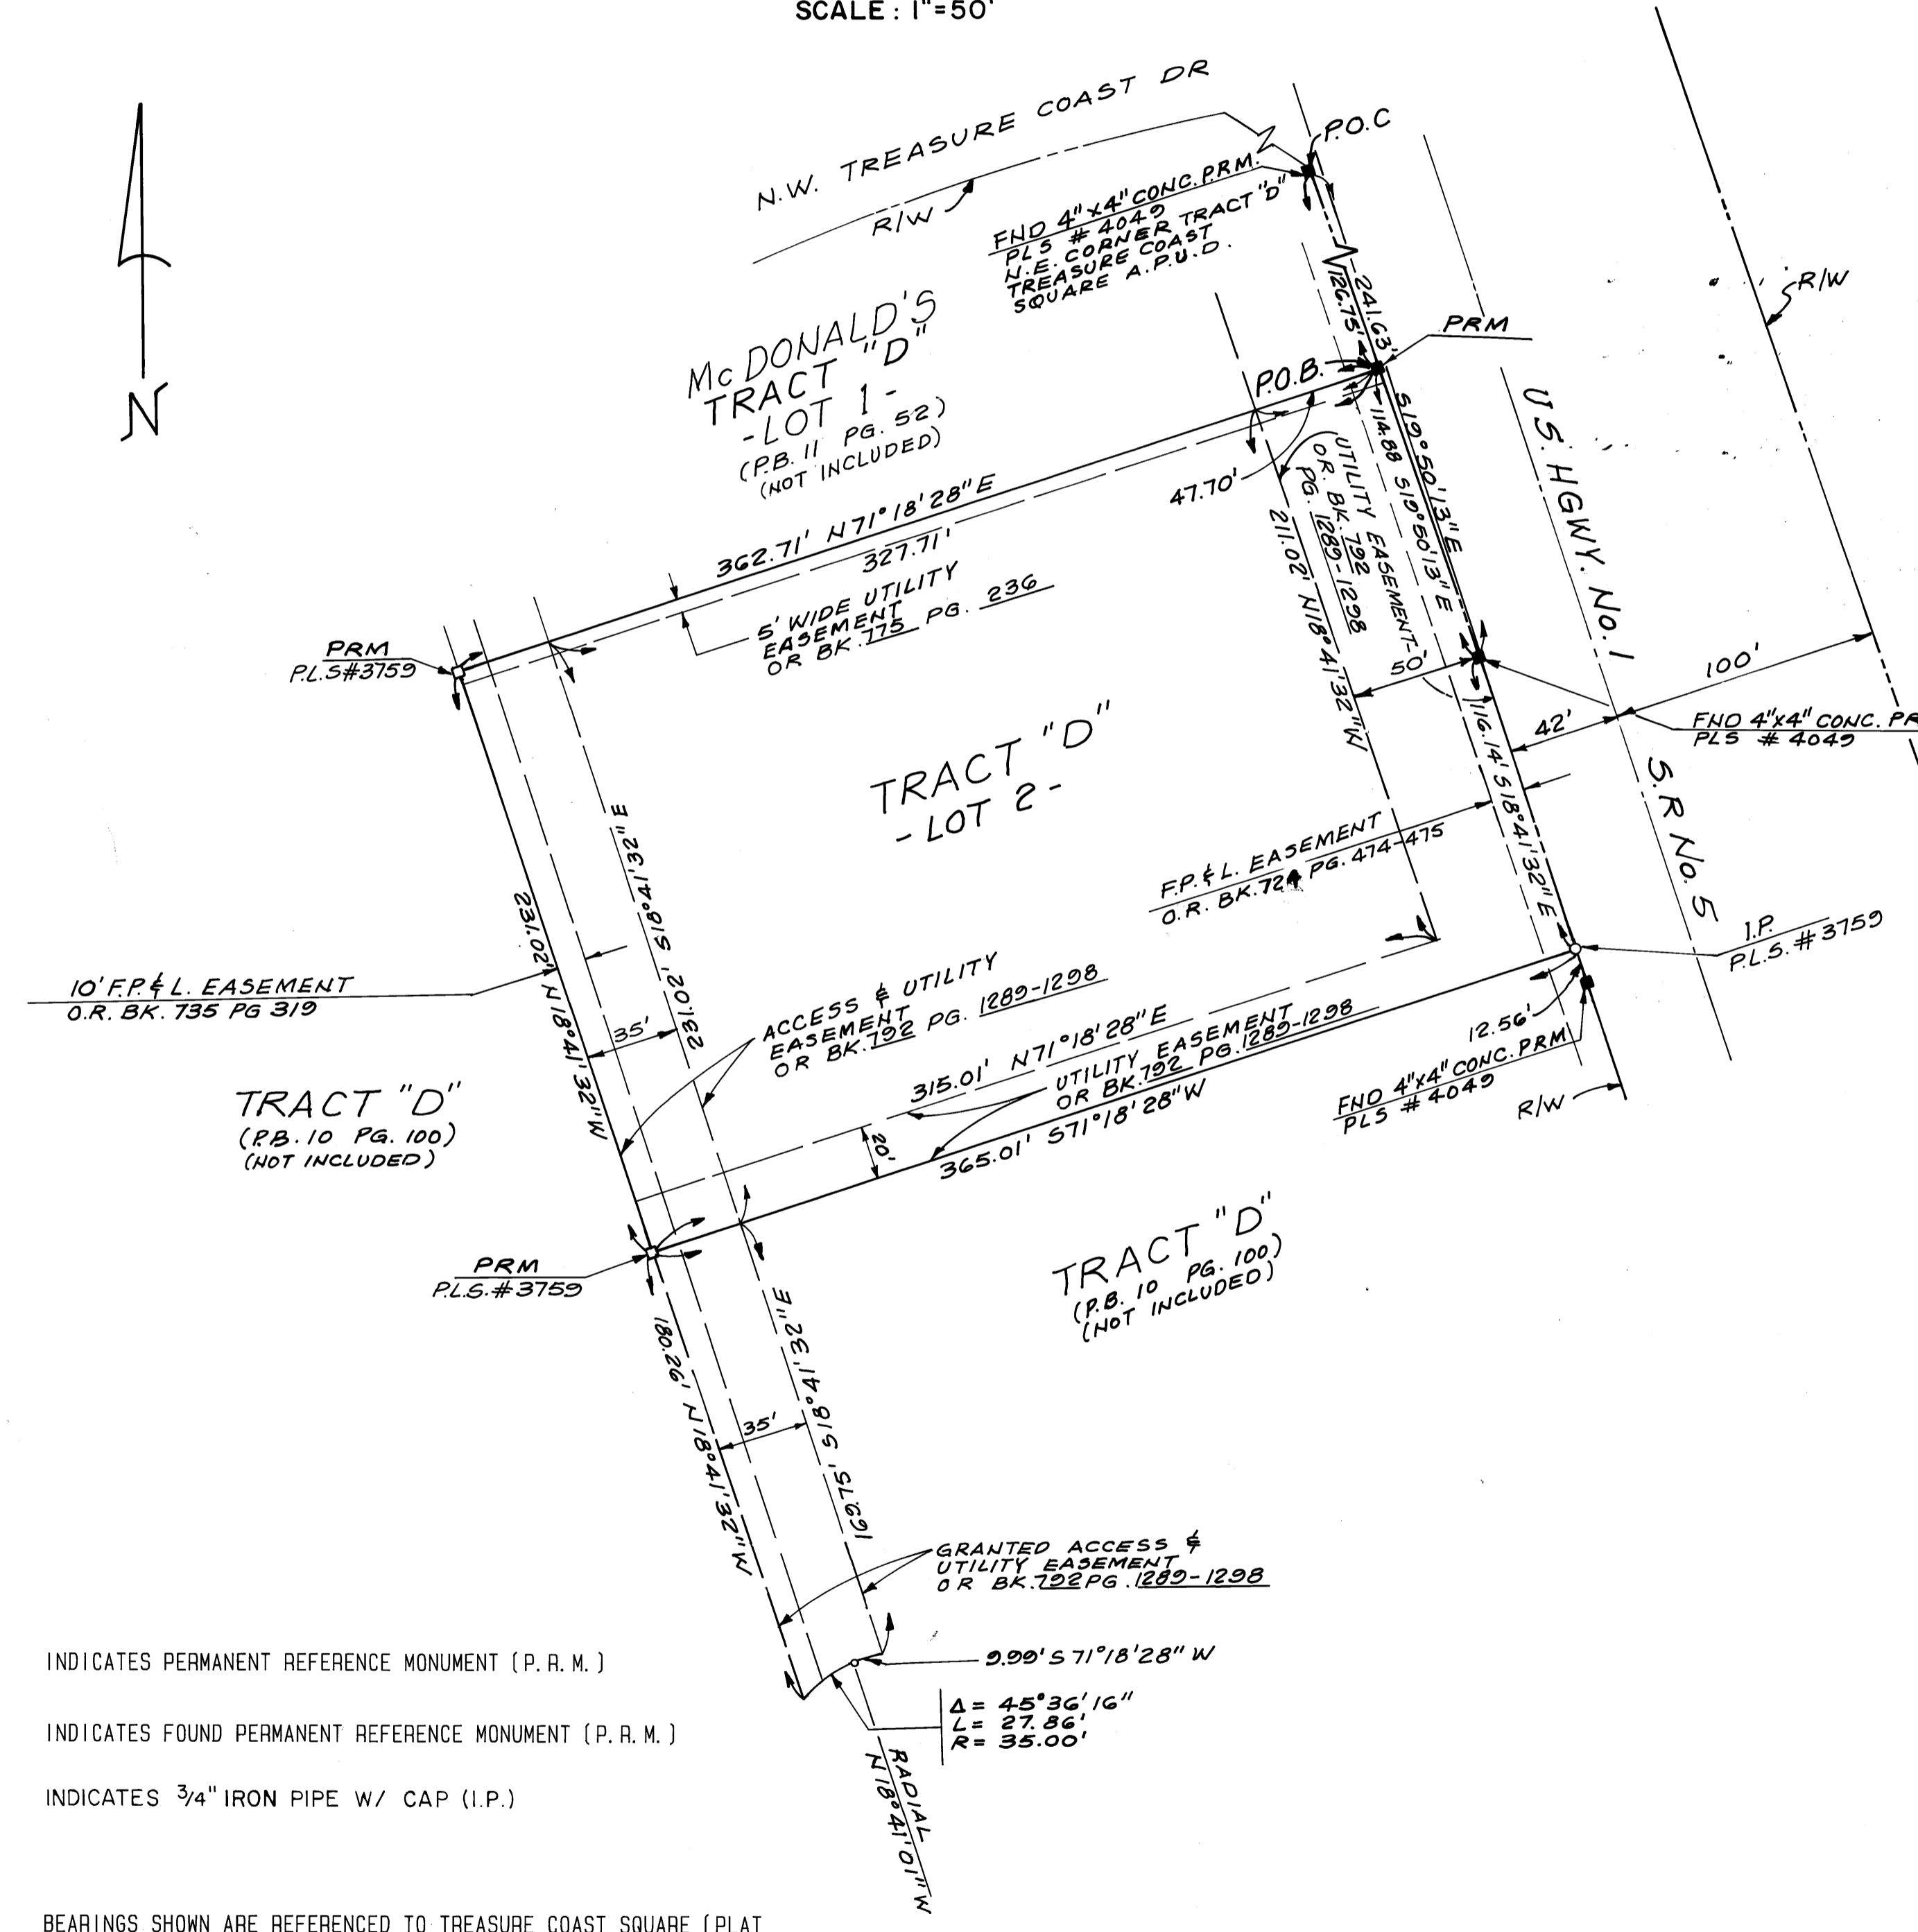 SCALE : 1"=50'
N.W. TREASURE COAST DR
R/W
P.O.C
FND 4"x4" CONC. P.R.M.
PLS # 4049
N.E. CORNER TRACT "D"
TREASURE COAST
SQUARE A.P.U.D.
126.75'
241.63'
R/W
PRM
N
McDONALD'S
TRACT "D"
-LOT 1-
(P.B. 11 PG. 52)
(NOT INCLUDED)
P.O.B.
362.71' N71°18'28"E
327.71'
47.70'
5' WIDE UTILITY
EASEMENT
OR BK. 775 PG. 236
UTILITY EASEMENT
OR. BK. 792
PG. 1289-1298
114.88 S19°50'13"E
S19°50'13"E
211.02' N18°41'32"W
U.S. HGWY. No. 1
S.R No. 5
PRM
P.L.S#3759
50'
100'
42'
FND 4"x4" CONC. PR
PLS # 4049
116.14' S18°41'32"E
TRACT "D"
- LOT 2 -
F.P. & L. EASEMENT
O.R. BK. 724 PG. 474-475
231.02' N18°41'32"W
231.02' S18°41'32"E
10' F.P. & L. EASEMENT
O.R. BK. 735 PG 319
35'
ACCESS & UTILITY
EASEMENT
OR BK. 792 PG. 1289-1298
I.P.
P.L.S. # 3759
12.56'
315.01' N71°18'28"E
UTILITY EASEMENT
OR BK. 792 PG. 1289-1298
365.01' S71°18'28"W
20'
FND 4"x4" CONC. PRM
PLS # 4049
R/W
TRACT "D"
(P.B. 10 PG. 100)
(NOT INCLUDED)
TRACT "D"
(P.B. 10 PG. 100)
(NOT INCLUDED)
PRM
P.L.S. #3759
180.26' N18°41'32"W
169.75' S18°41'32"E
35'
GRANTED ACCESS &
UTILITY EASEMENT
OR BK. 792 PG. 1289-1298
9.99' S 71°18'28" W
Δ = 45°36'16"
L = 27.86'
R = 35.00'
RADIAL
N18°41'01"W
INDICATES PERMANENT REFERENCE MONUMENT (P.R.M.)
INDICATES FOUND PERMANENT REFERENCE MONUMENT (P.R.M.)
INDICATES 3/4" IRON PIPE W/ CAP (I.P.)
BEARINGS SHOWN ARE REFERENCED TO TREASURE COAST SQUARE (PLAT